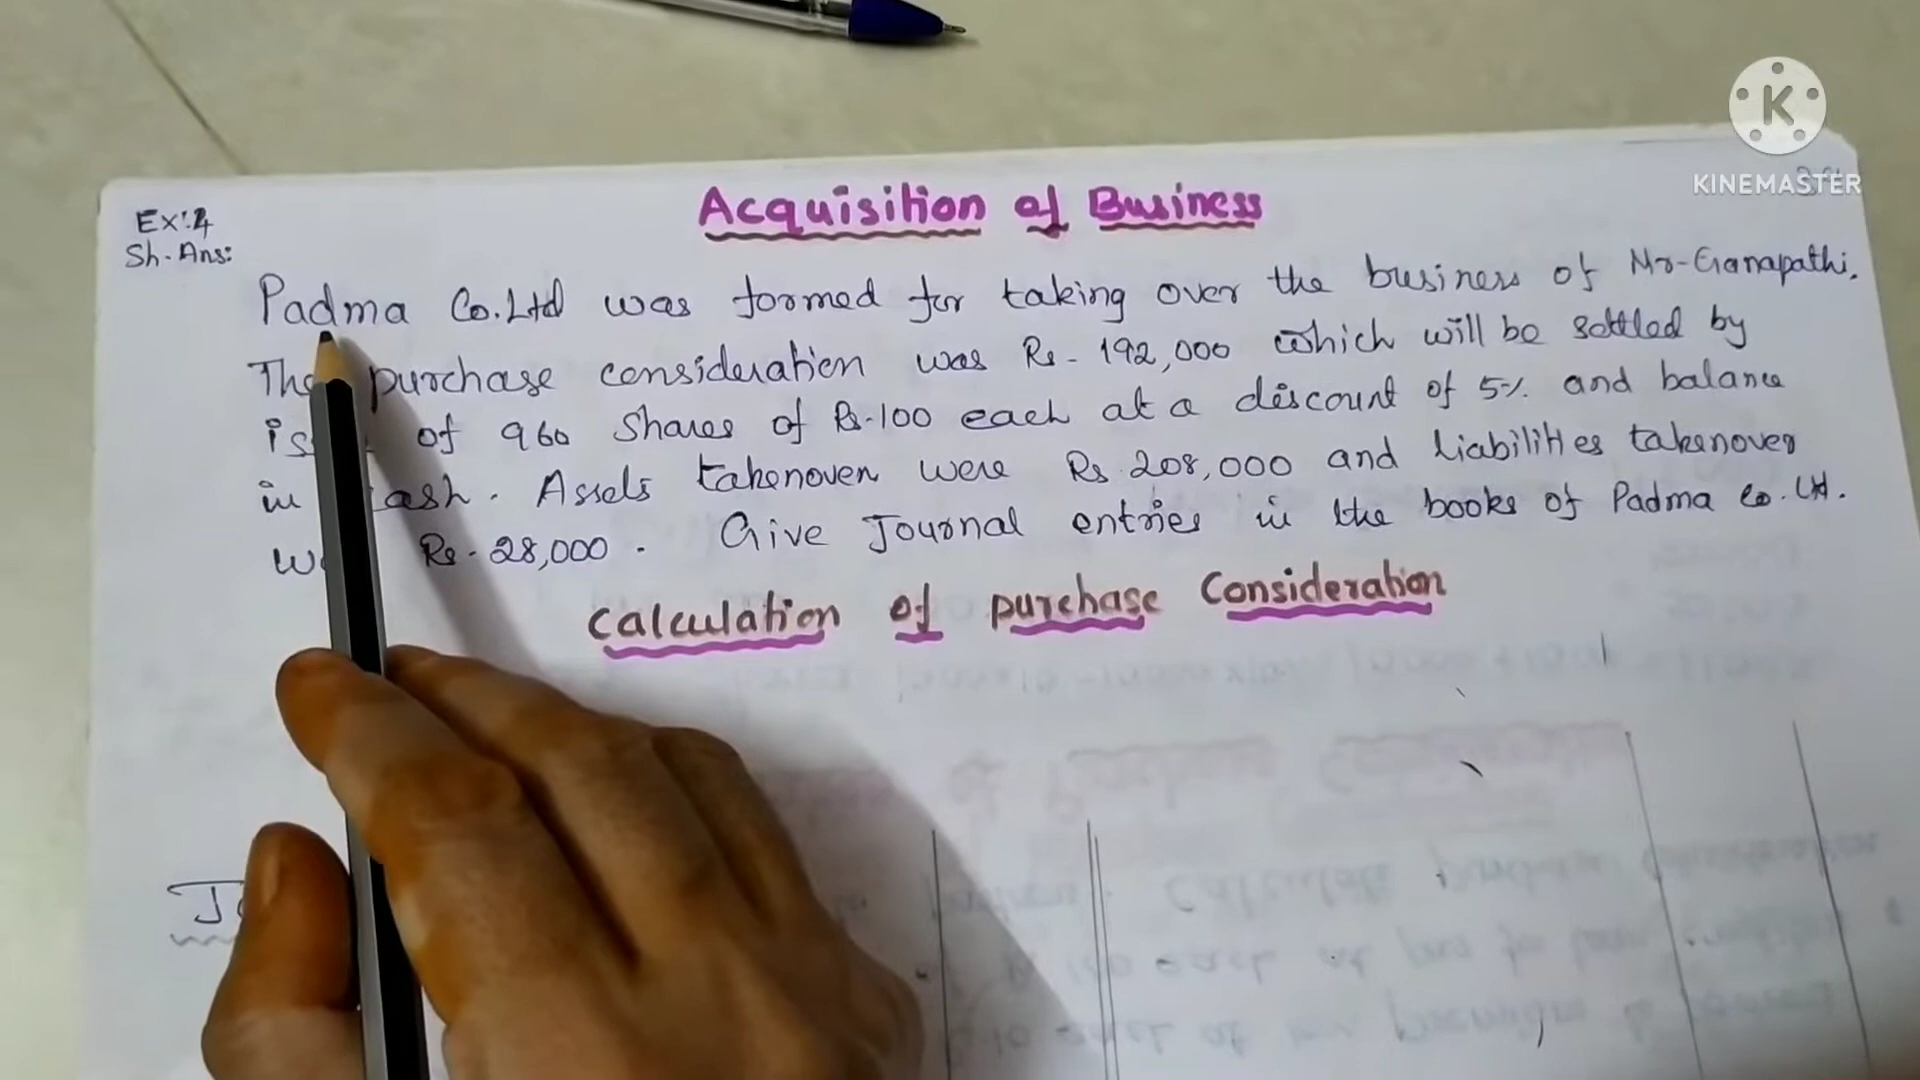 KINEMASTER
Acquisition of Business
Ex:4
Sh-Ans:
Padma Co.Ltd was formed for taking over the business of Mr-Ganapathi.
The purchase consideration was Rs-192,000 which will be settled by
of 960 Shares of Rs-100 each at a discount of 5% and balance
in cash. Assets takenover were Rs 208,000 and liabilities takenover
Rs-28,000. Give Journal entries in the books of Padma Co. Ltd.
Calculation of purchase Consideration